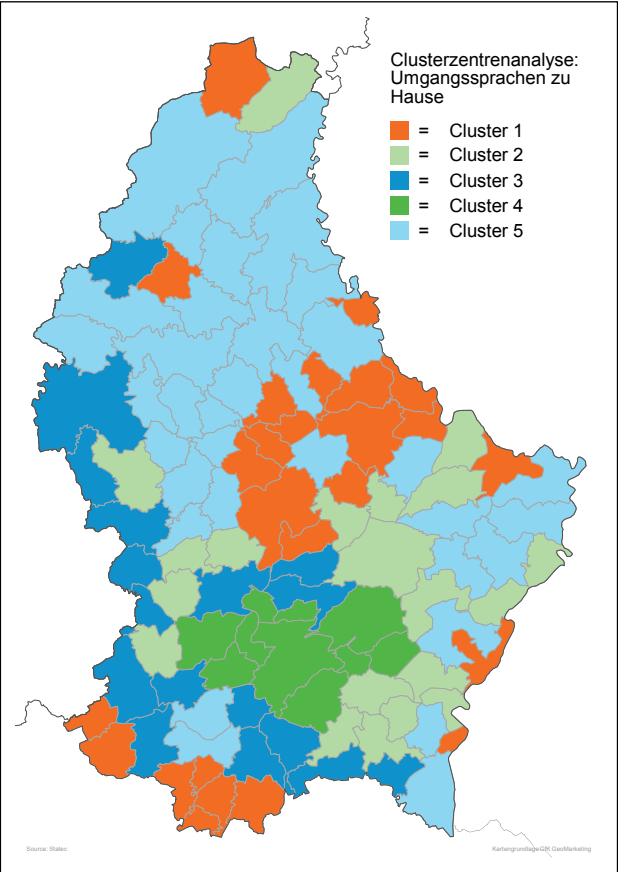 Clusterzentrenanalyse:
Umgangssprachen zu
Hause
= Cluster 1
= Cluster 2
= Cluster 3
= Cluster 4
= Cluster 5
Source: Statec
Kartengrundlage GfK GeoMarketing